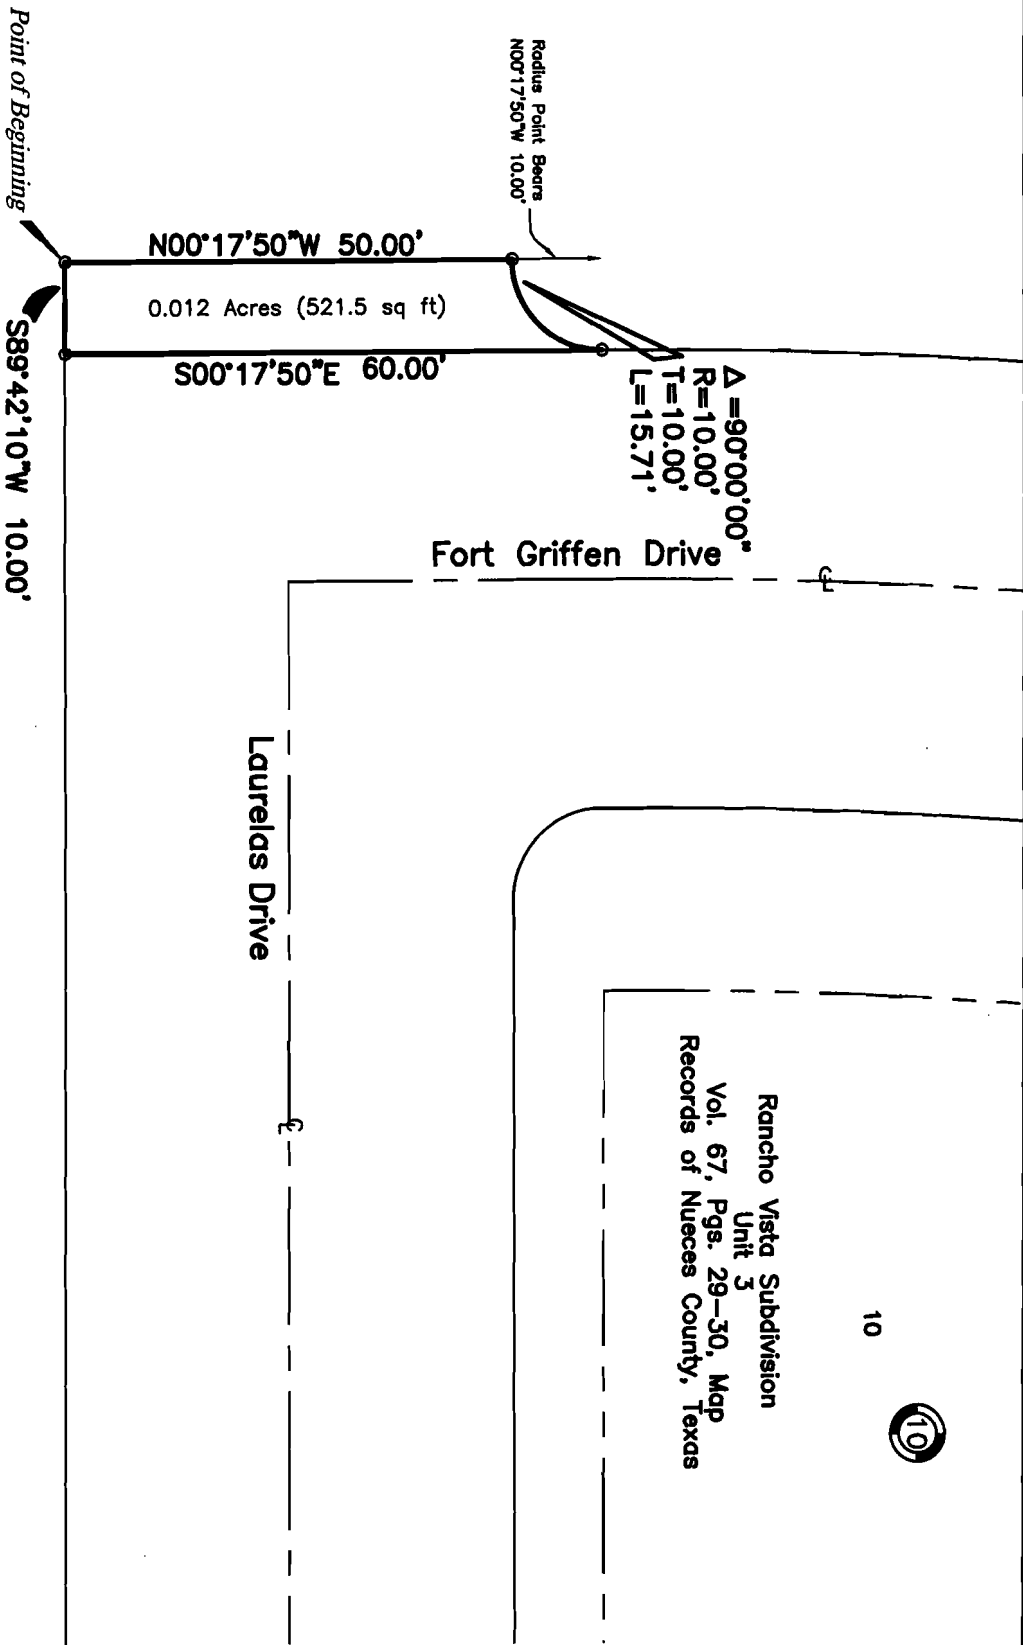 Point of Beginning
Radius Point Bears
N00°17'50"W 10.00'
N00°17'50"W 50.00'
0.012 Acres (521.5 sq ft)
S00°17'50"E 60.00'
S89°42'10"W 10.00'
Δ =90°00'00"
R=10.00'
T=10.00'
L=15.71'
Fort Griffen Drive
℄
Laurelas Drive
℄
Rancho Vista Subdivision
Unit 3
Vol. 67, Pgs. 29-30, Map
Records of Nueces County, Texas
10
10